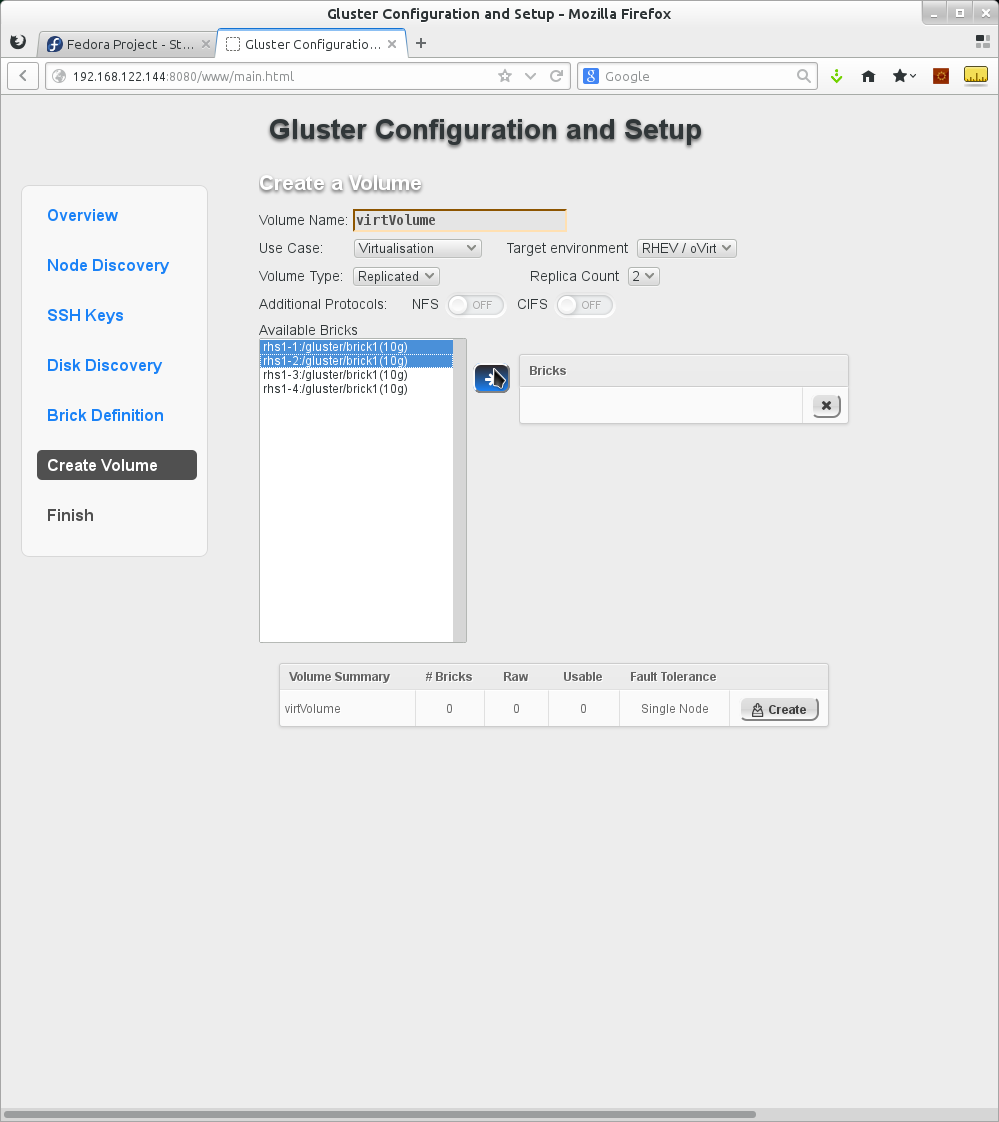 Gluster Configuration and Setup - Mozilla Firefox
Fedora Project - St... Gluster Configuratio...
192.168.122.144:8080/www/main.html Google
Gluster Configuration and Setup
Create a Volume
Overview
Node Discovery
SSH Keys
Disk Discovery
Brick Definition
Create Volume
Finish
Volume Name: virtVolume
Use Case: Virtualisation Target environment RHEV / oVirt
Volume Type: Replicated Replica Count 2
Additional Protocols: NFS OFF CIFS OFF
Available Bricks
rhs1-1:/gluster/brick1(10g)
rhs1-2:/gluster/brick1(10g)
rhs1-3:/gluster/brick1(10g)
rhs1-4:/gluster/brick1(10g)
Bricks
Volume Summary # Bricks Raw Usable Fault Tolerance
virtVolume 0 0 0 Single Node Create